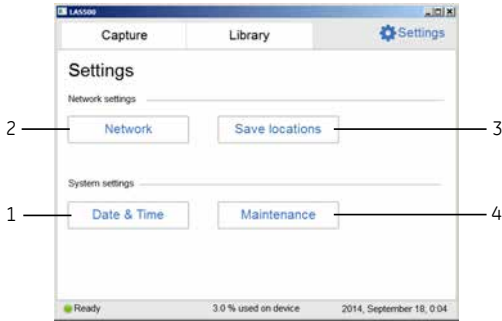 LAS500
Capture Library Settings
Settings
Network settings
2 Network Save locations 3
System settings
1 Date & Time Maintenance 4
Ready 3.0 % used on device 2014, September 18, 0:04